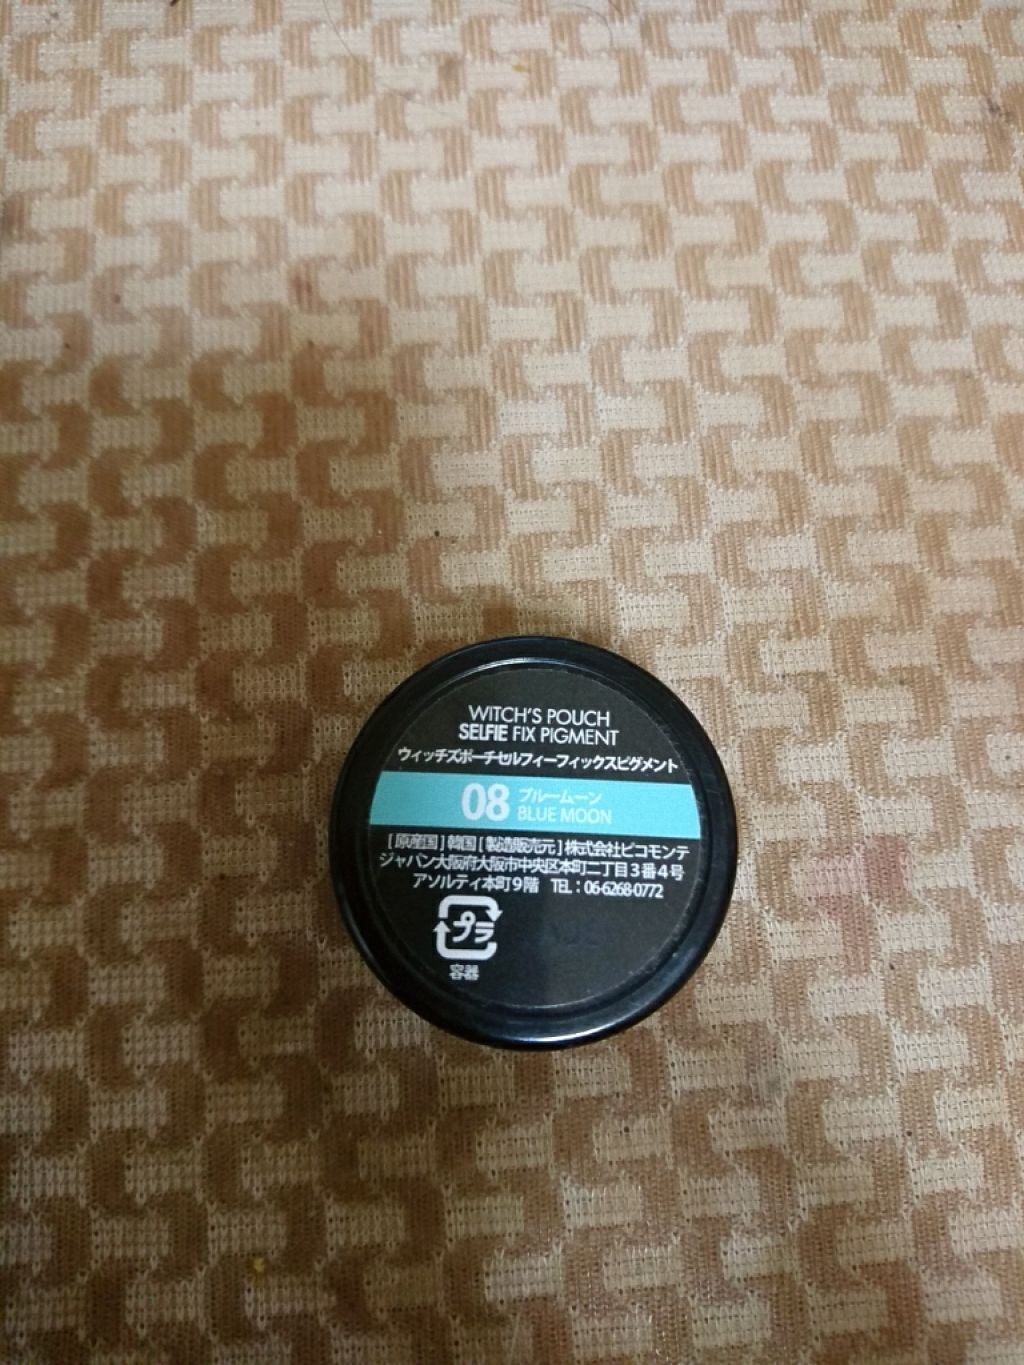 WITCH'S POUCH
SELFIE FIX PIGMENT
ウィッチズポーチセルフィーフィックスピグメント
08 ブルームーン
BLUE MOON
[原産国]韓国[製造販売元]株式会社ピコモンテ
ジャパン大阪府大阪市中央区本町二丁目3番4号
アソルティ本町9階 TEL:06-6268-0772
プラ
容器